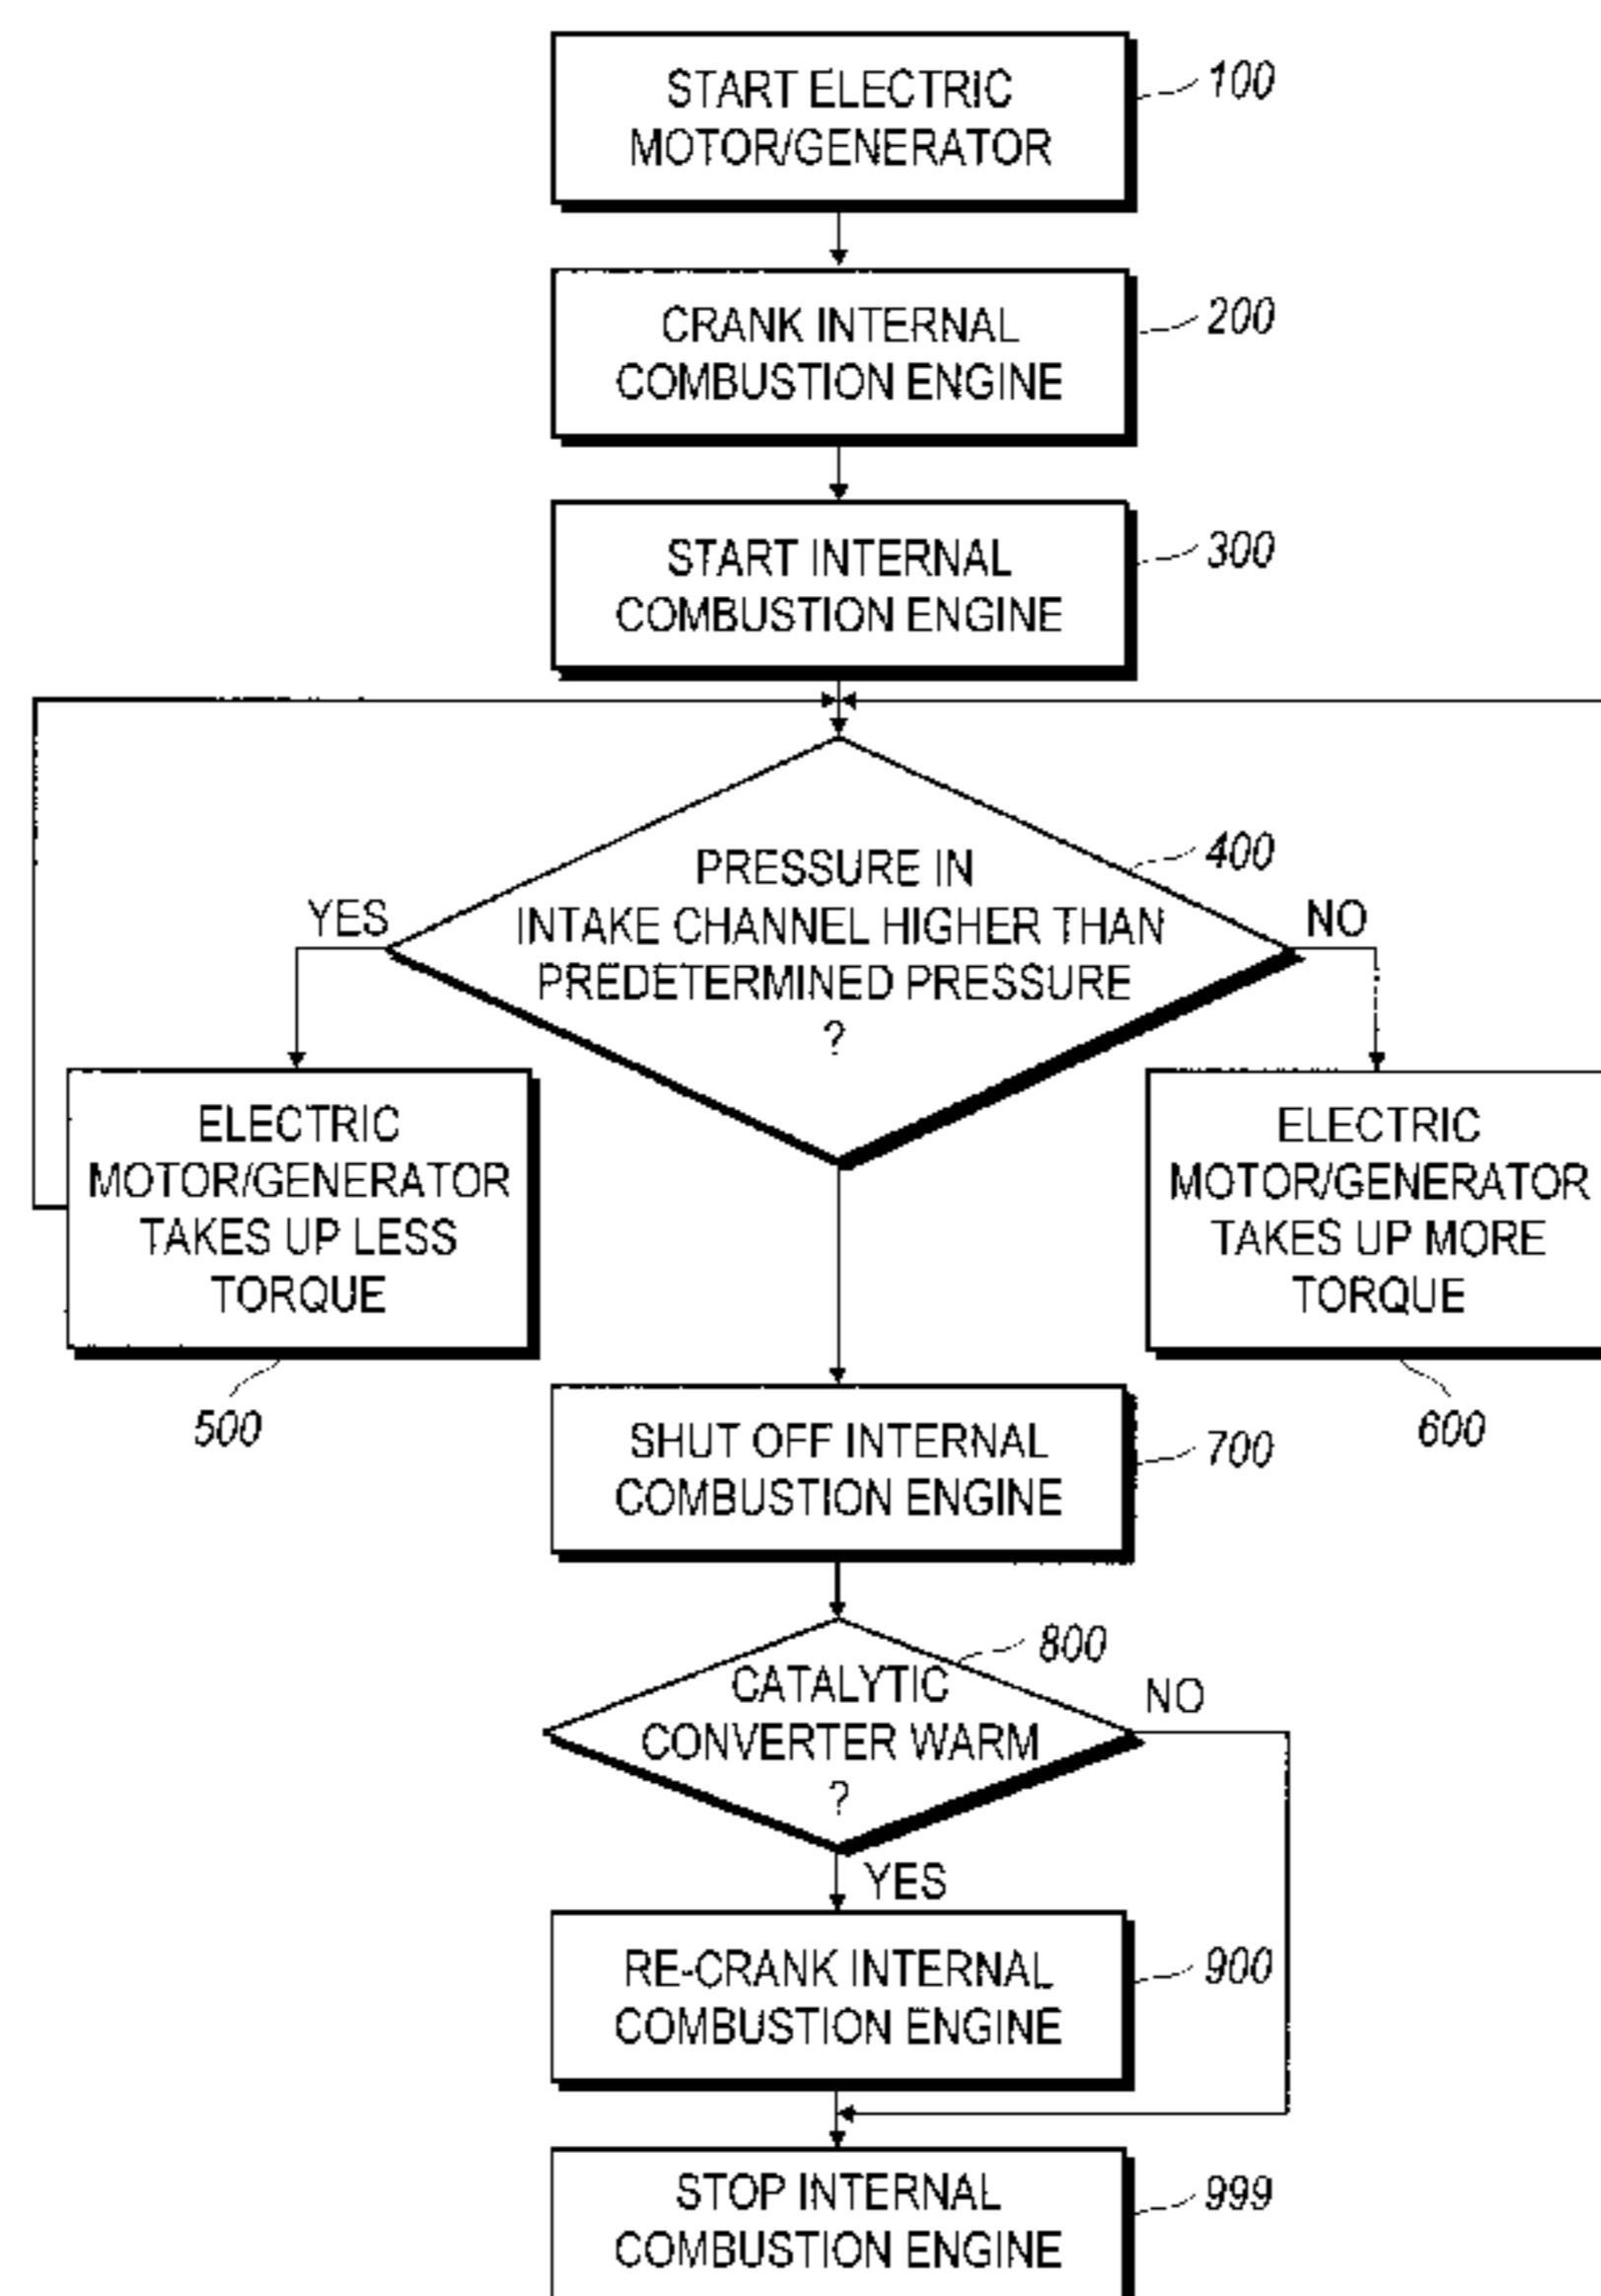 START ELECTRIC
MOTOR/GENERATOR
100
CRANK INTERNAL
COMBUSTION ENGINE
200
START INTERNAL
COMBUSTION ENGINE
300
PRESSURE IN
INTAKE CHANNEL HIGHER THAN
PREDETERMINED PRESSURE
?
400
YES
NO
ELECTRIC
MOTOR/GENERATOR
TAKES UP LESS
TORQUE
500
ELECTRIC
MOTOR/GENERATOR
TAKES UP MORE
TORQUE
600
SHUT OFF INTERNAL
COMBUSTION ENGINE
700
CATALYTIC
CONVERTER WARM
?
800
NO
YES
RE-CRANK INTERNAL
COMBUSTION ENGINE
900
STOP INTERNAL
COMBUSTION ENGINE
999